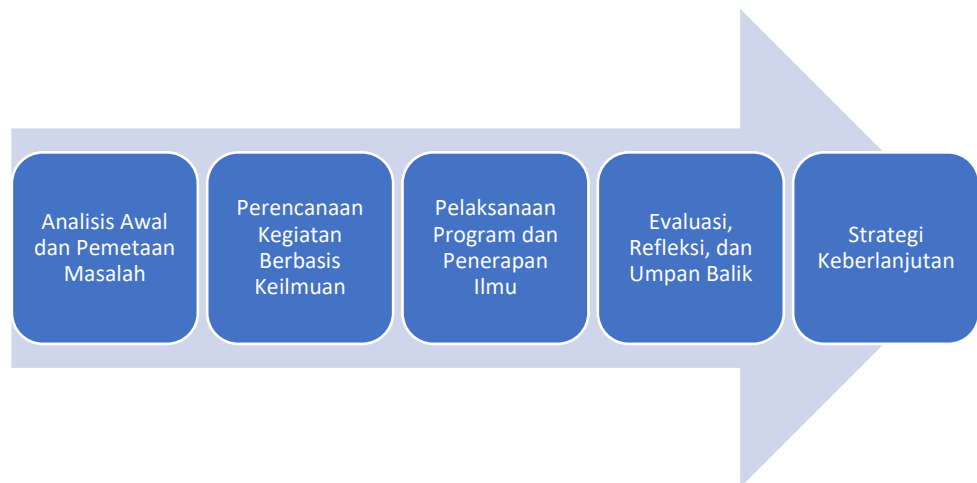 Analisis Awal
dan Pemetaan
Masalah
Perencanaan
Kegiatan
Berbasis
Keilmuan
Pelaksanaan
Program dan
Penerapan
Ilmu
Evaluasi,
Refleksi, dan
Umpan Balik
Strategi
Keberlanjutan